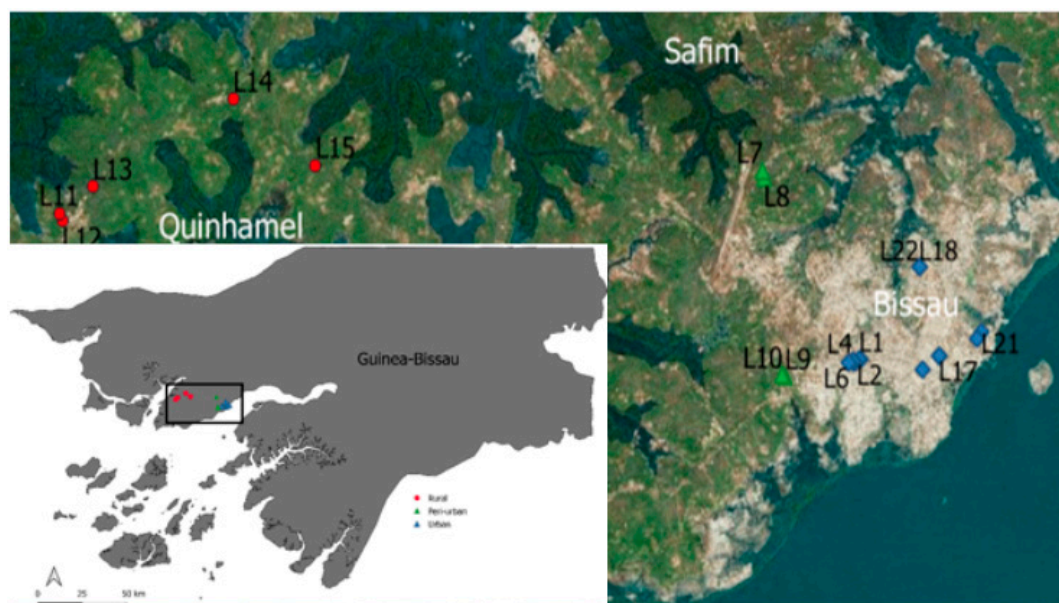 Safim
L14
L7
L15
L13
L8
L11
L12
Quinhamel
L22L18
Bissau
L4 L1
L21
L10L9
L6 L2
L17
Guinea-Bissau
Rural
Peri-urban
Urban
0 25 50 km